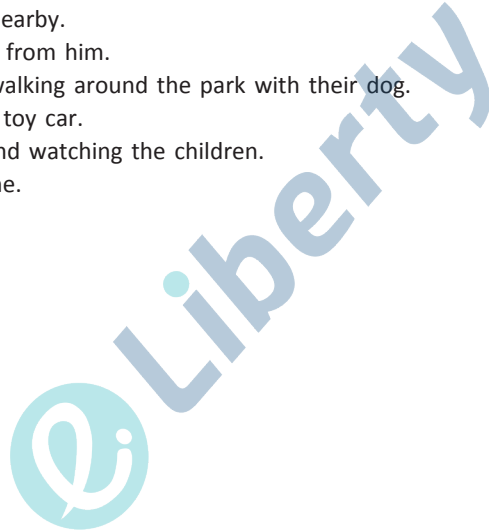 earby.
from him.
walking around the park with their dog.
toy car.
nd watching the children.
ne.
Liberty